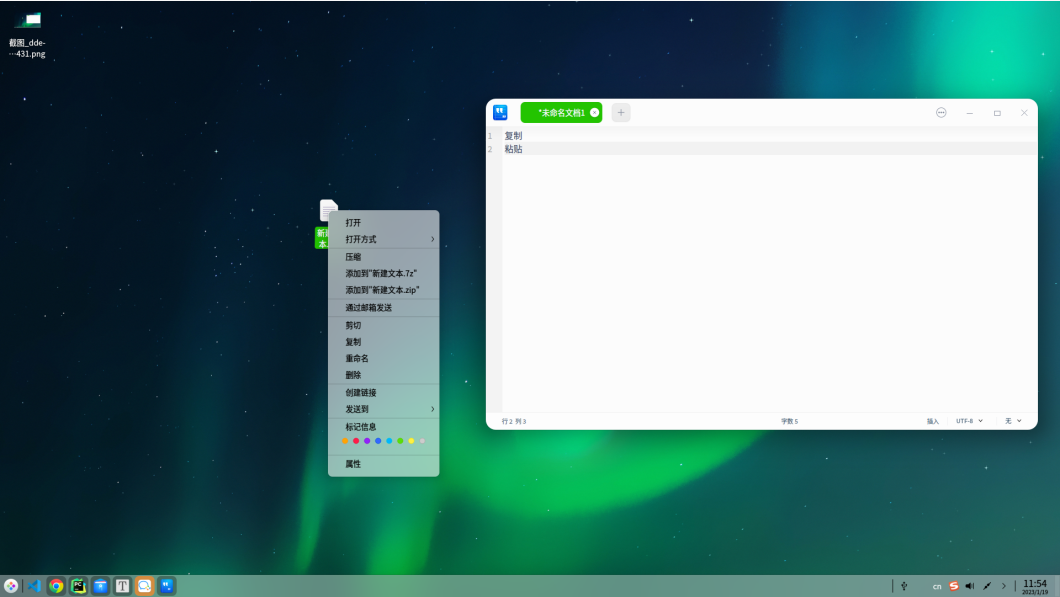 截图_dde-
…431.png
*未命名文档1
1 复制
2 粘贴
打开
打开方式
压缩
添加到"新建文本.7z"
添加到"新建文本.zip"
通过邮箱发送
剪切
复制
重命名
删除
创建链接
发送到
标记信息
属性
行 2 列 3
字数 5
插入
UTF-8
无
cn
11:54
2023/1/19